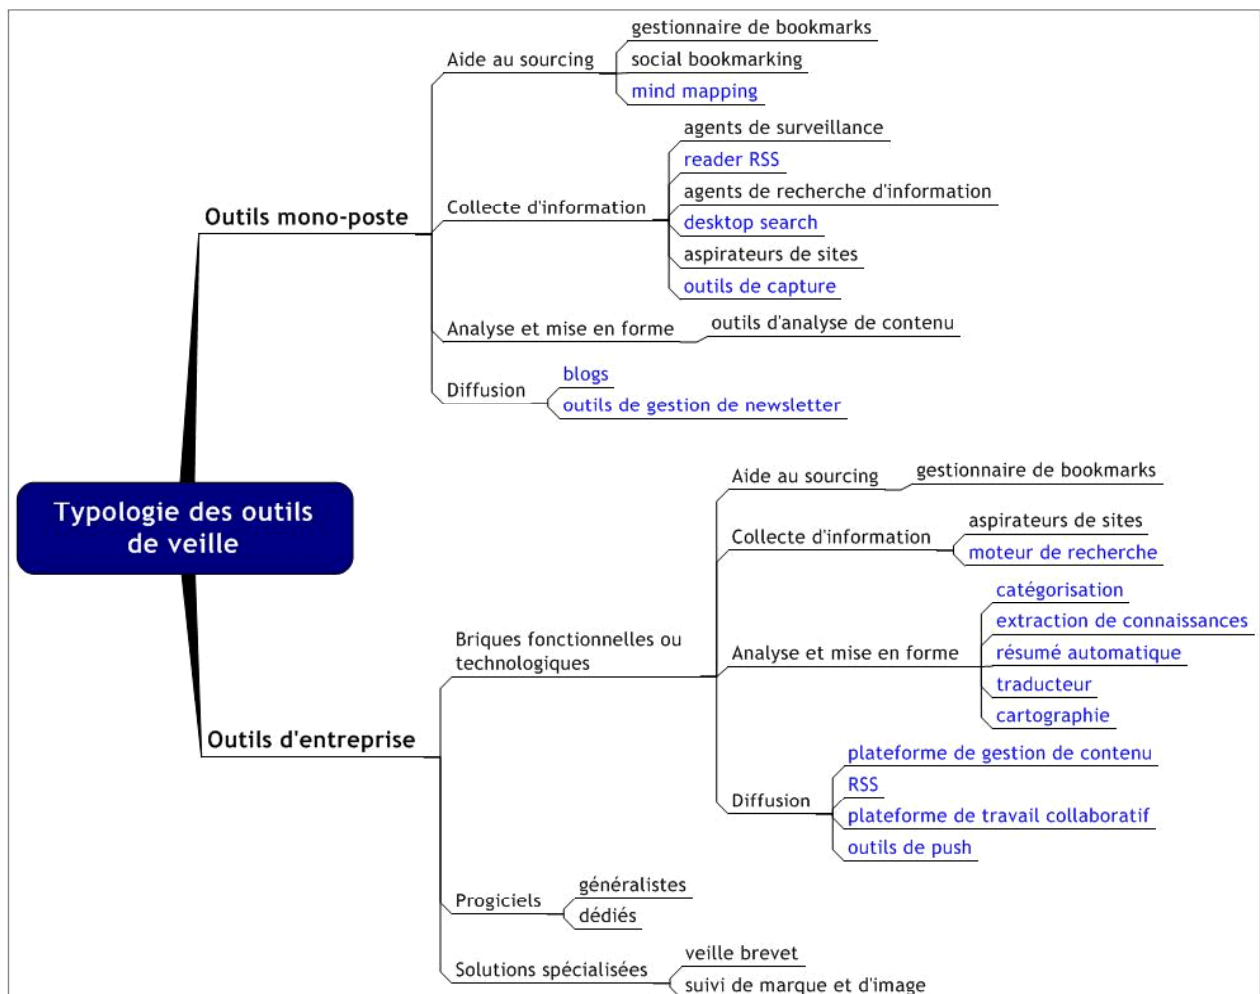 Typologie des outils
de veille
Outils mono-poste
Aide au sourcing
gestionnaire de bookmarks
social bookmarking
mind mapping
Collecte d'information
agents de surveillance
reader RSS
agents de recherche d'information
desktop search
aspirateurs de sites
outils de capture
Analyse et mise en forme
outils d'analyse de contenu
Diffusion
blogs
outils de gestion de newsletter
Outils d'entreprise
Briques fonctionnelles ou
technologiques
Aide au sourcing
gestionnaire de bookmarks
Collecte d'information
aspirateurs de sites
moteur de recherche
Analyse et mise en forme
catégorisation
extraction de connaissances
résumé automatique
traducteur
cartographie
Diffusion
plateforme de gestion de contenu
RSS
plateforme de travail collaboratif
outils de push
Progiciels
généralistes
dédiés
Solutions spécialisées
veille brevet
suivi de marque et d'image